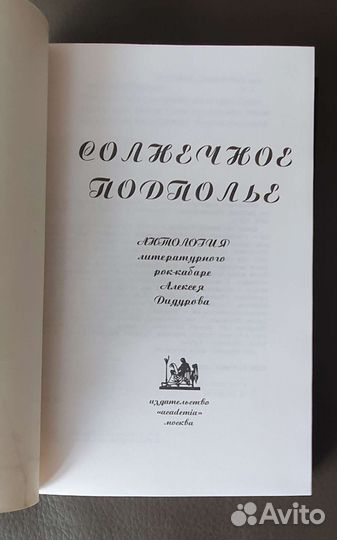 СОЛНЕЧНОЕ
ПОДПОЛЬЕ
АНТОЛОГИЯ
литературного
рок-кабаре
Алексея
Дидурова
издательство
«academia»
москва
Avito